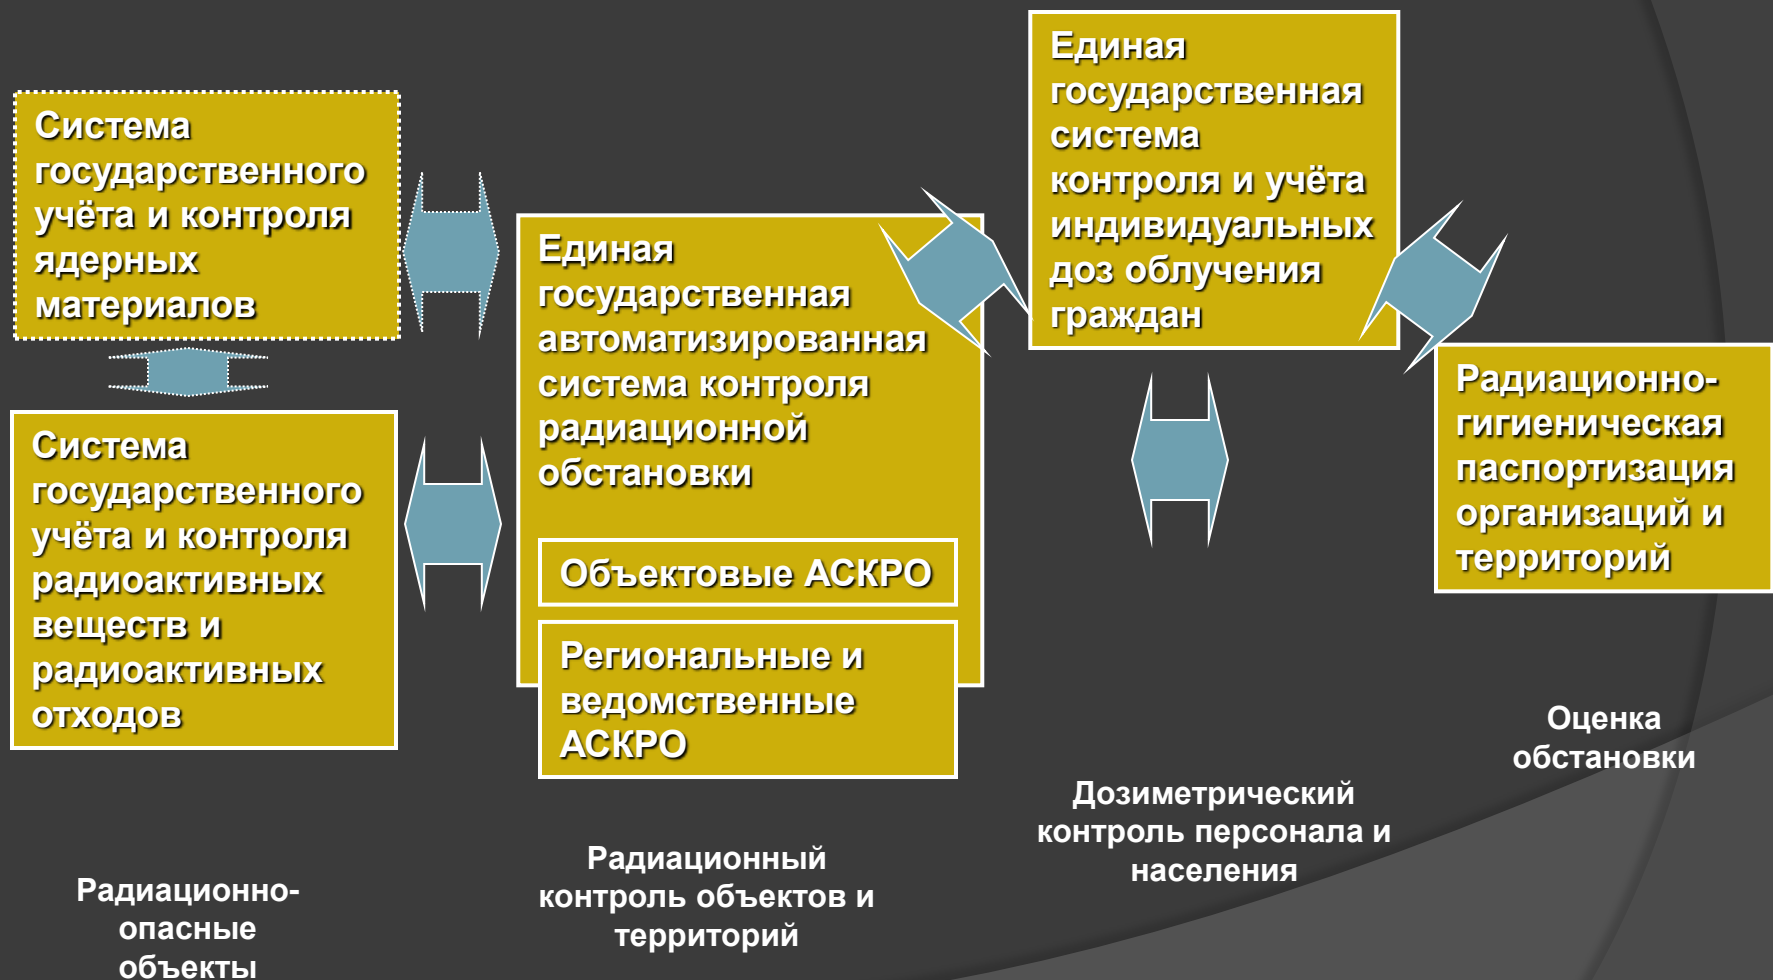 Система
государственного
учёта и контроля
ядерных
материалов
Система
государственного
учёта и контроля
радиоактивных
веществ и
радиоактивных
отходов
Единая
государственная
автоматизированная
система контроля
радиационной
обстановки
Объектовые АСКРО
Региональные и
ведомственные
АСКРО
Единая
государственная
система
контроля и учёта
индивидуальных
доз облучения
граждан
Радиационно-
гигиеническая
паспортизация
организаций и
территорий
Радиационно-
опасные
объекты
Радиационный
контроль объектов и
территорий
Дозиметрический
контроль персонала и
населения
Оценка
обстановки